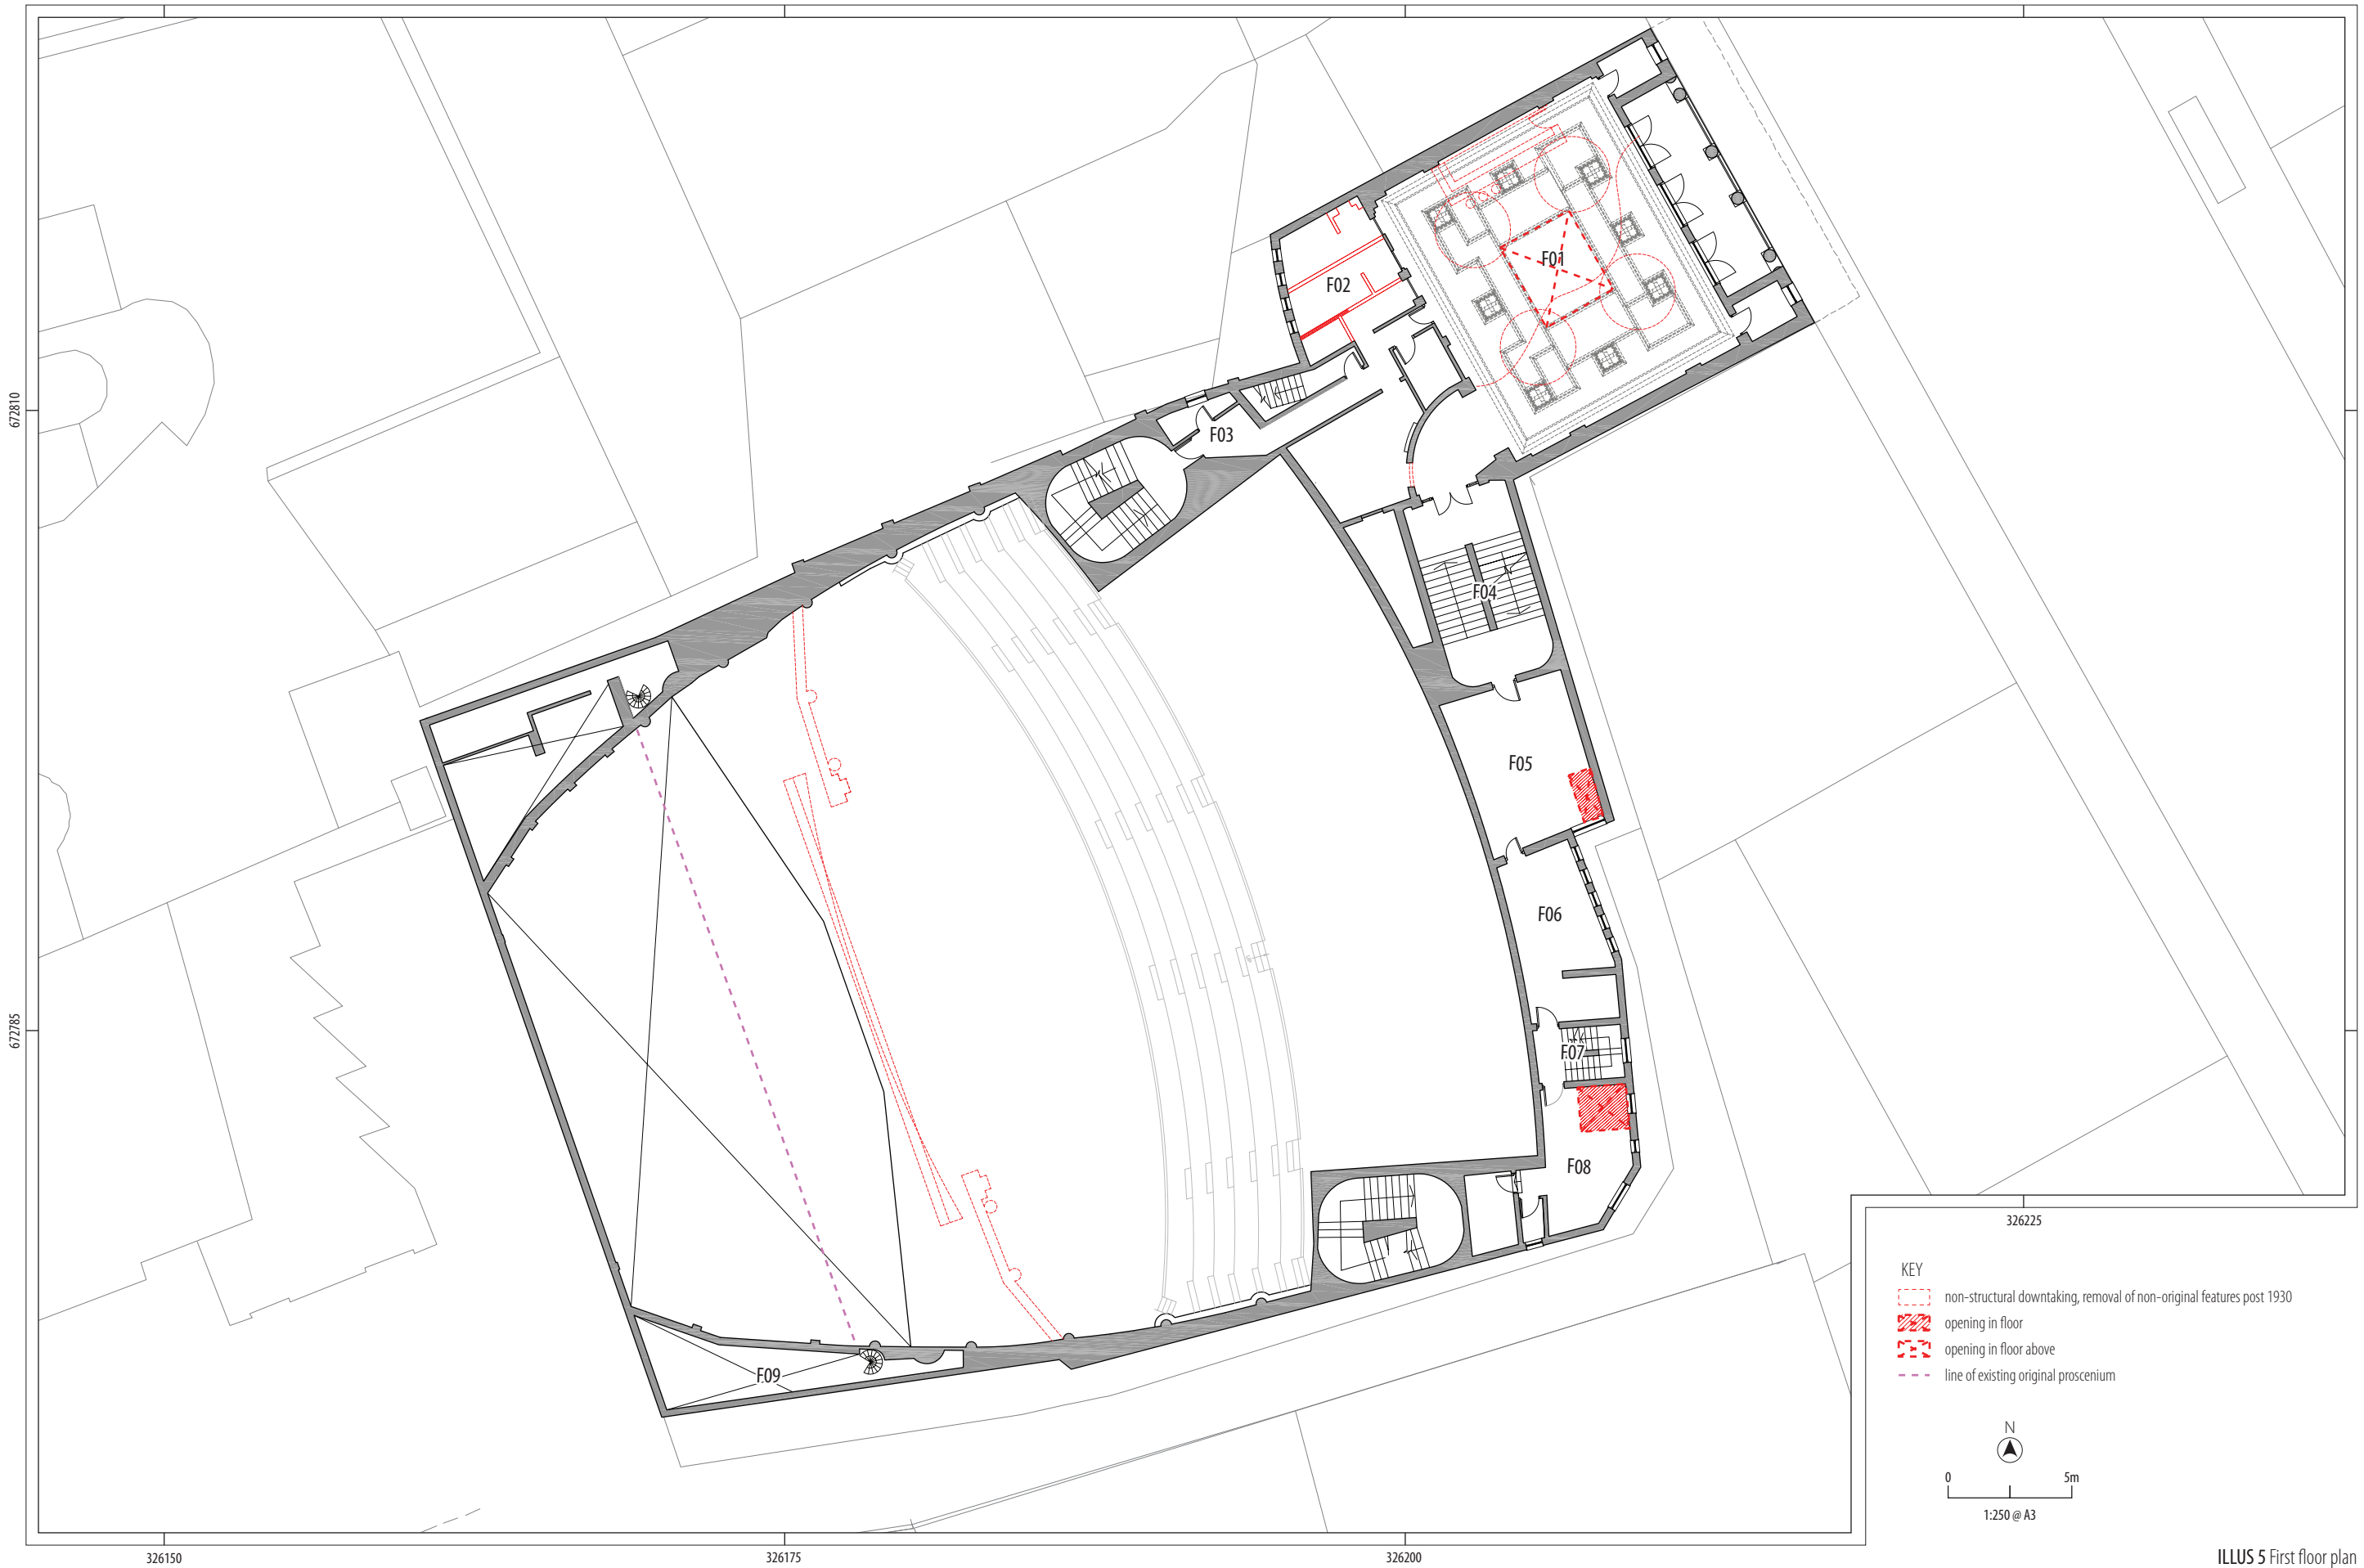 672810
672785
F01
F02
F03
F04
F05
F06
F07
F08
F09
326225
KEY
non-structural downtaking, removal of non-original features post 1930
opening in floor
opening in floor above
line of existing original proscenium
N
0 5m
1:250 @ A3
326150 326175 326200
ILLUS 5 First floor plan